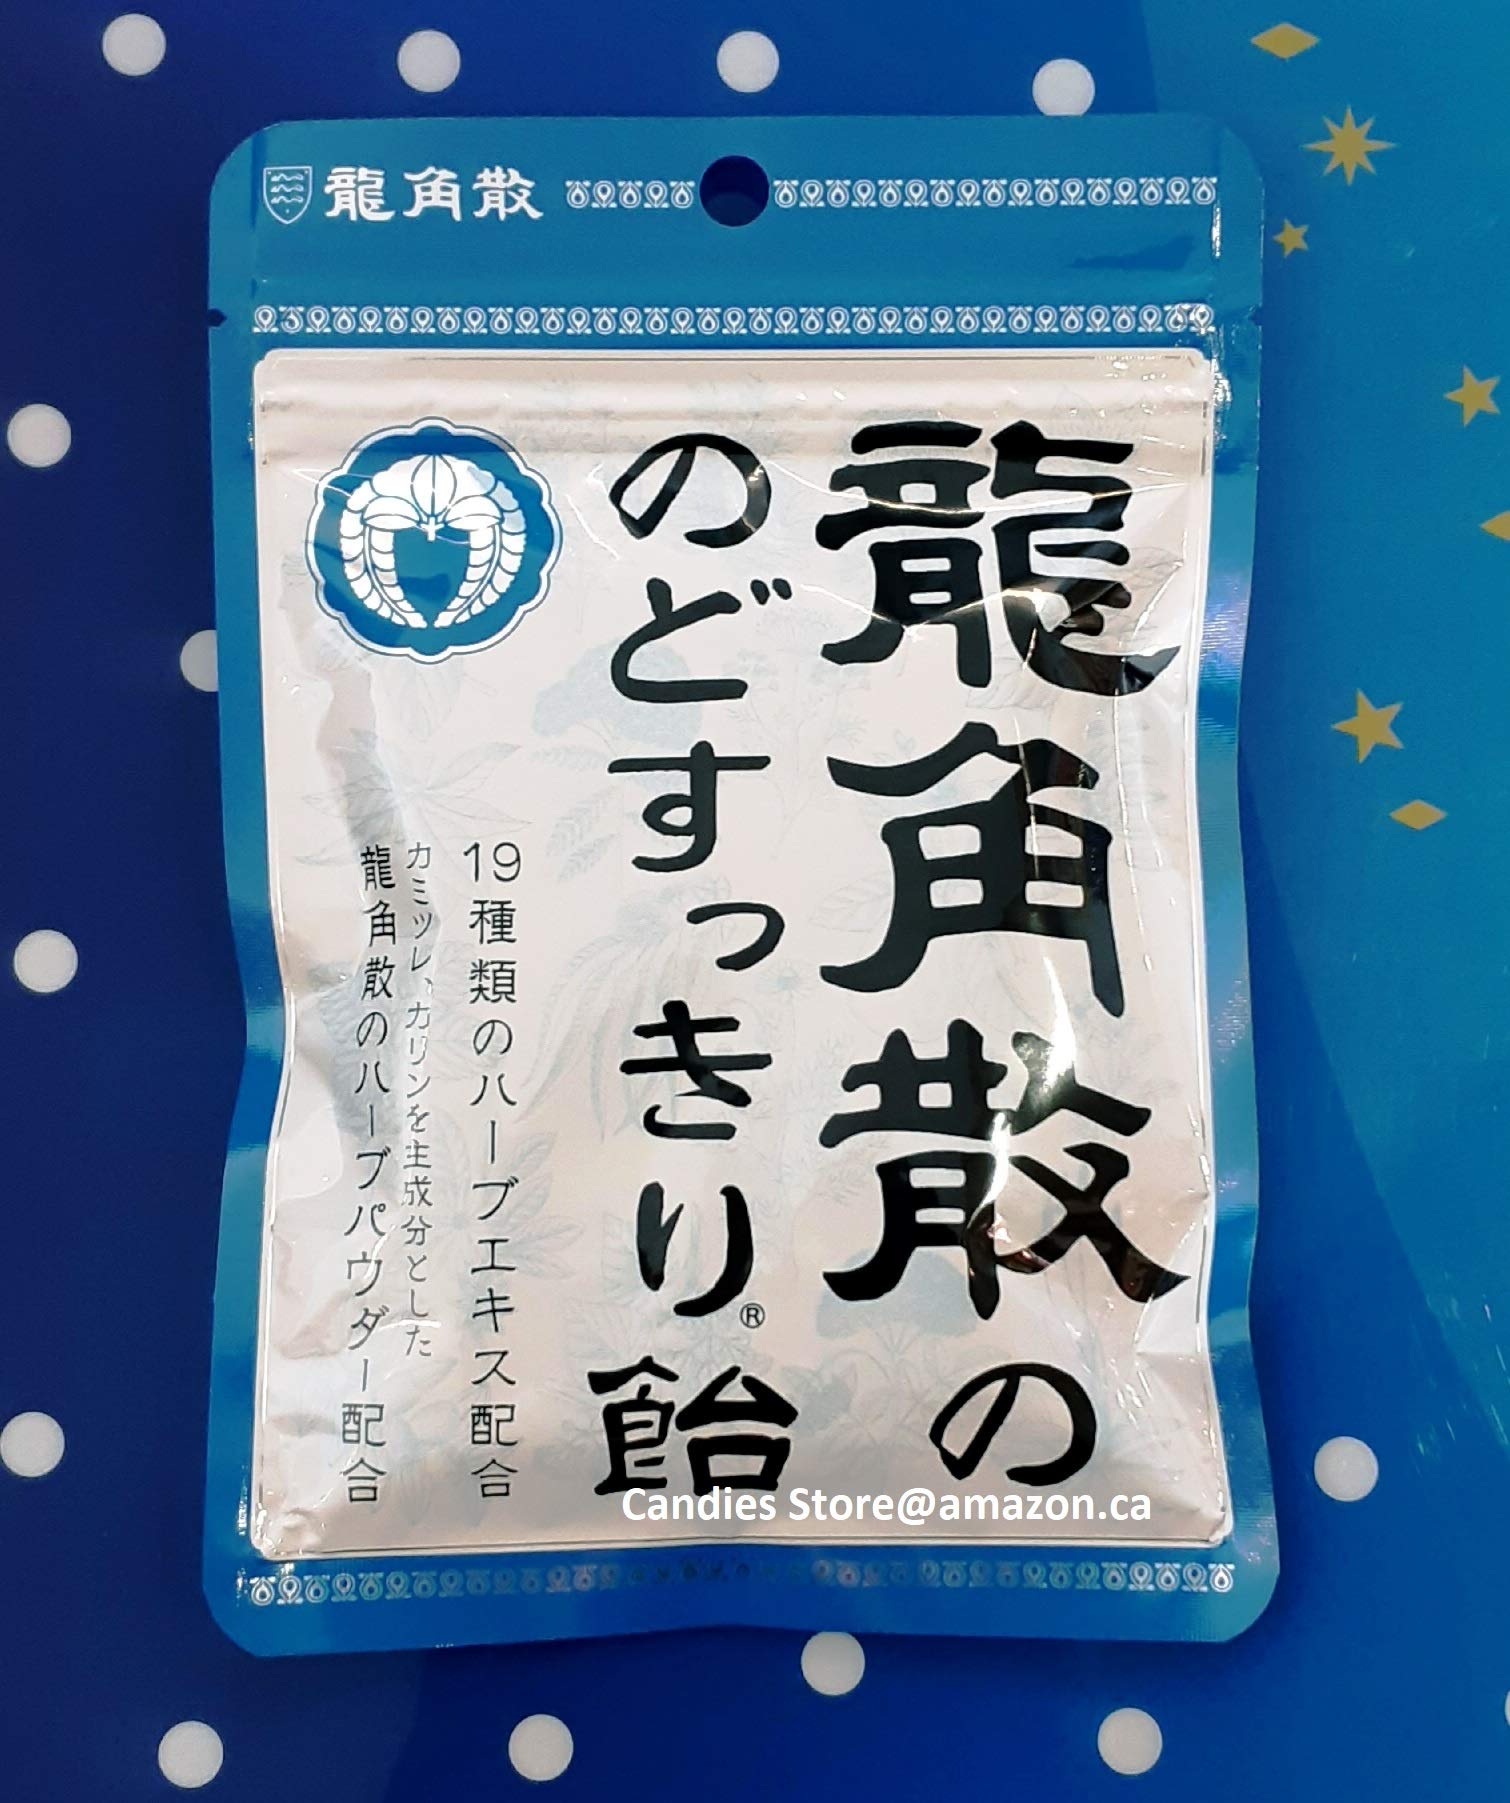 龍角散
龍角散の
のどすっきり®飴
19種類のハーブエキス配合
カミツレ、カリンを主成分とした
龍角散のハーブパウダー配合
Candies Store@amazon.ca